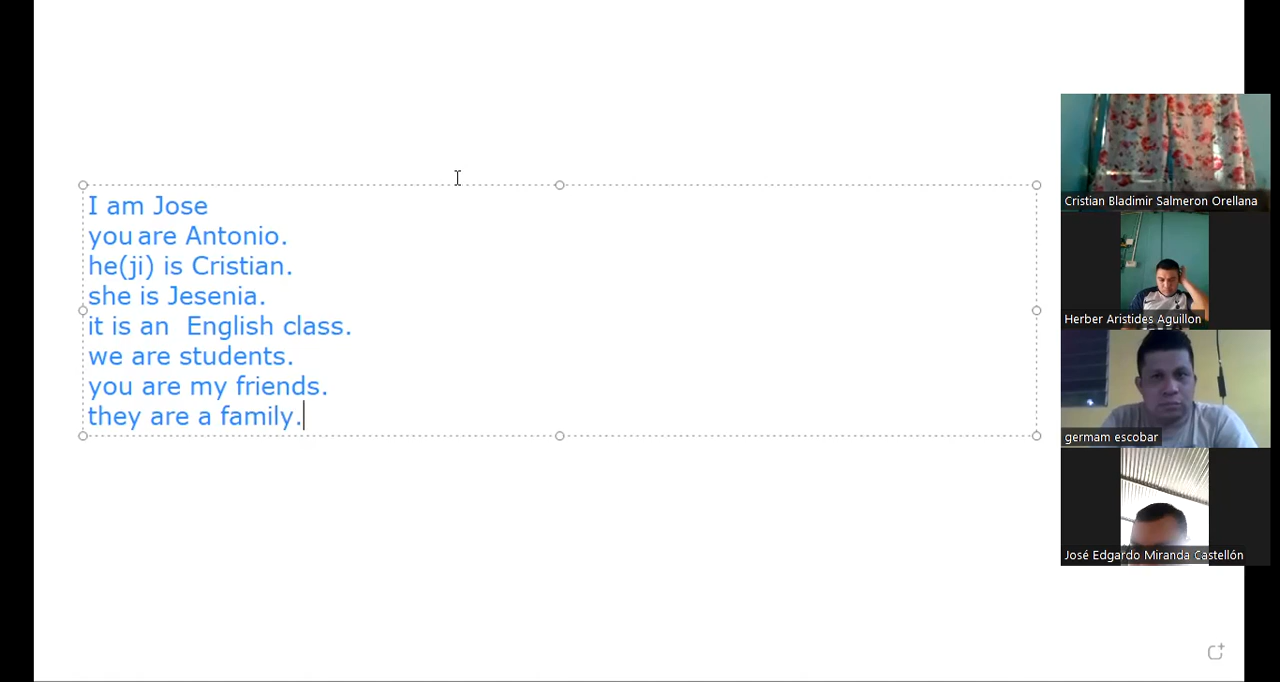 I am Jose
you are Antonio.
he(ji) is Cristian.
she is Jesenia.
it is an  English class.
we are students.
you are my friends.
they are a family.
Cristian Bladimir Salmeron Orellana
Herber Aristides Aguillon
germam escobar
José Edgardo Miranda Castellón